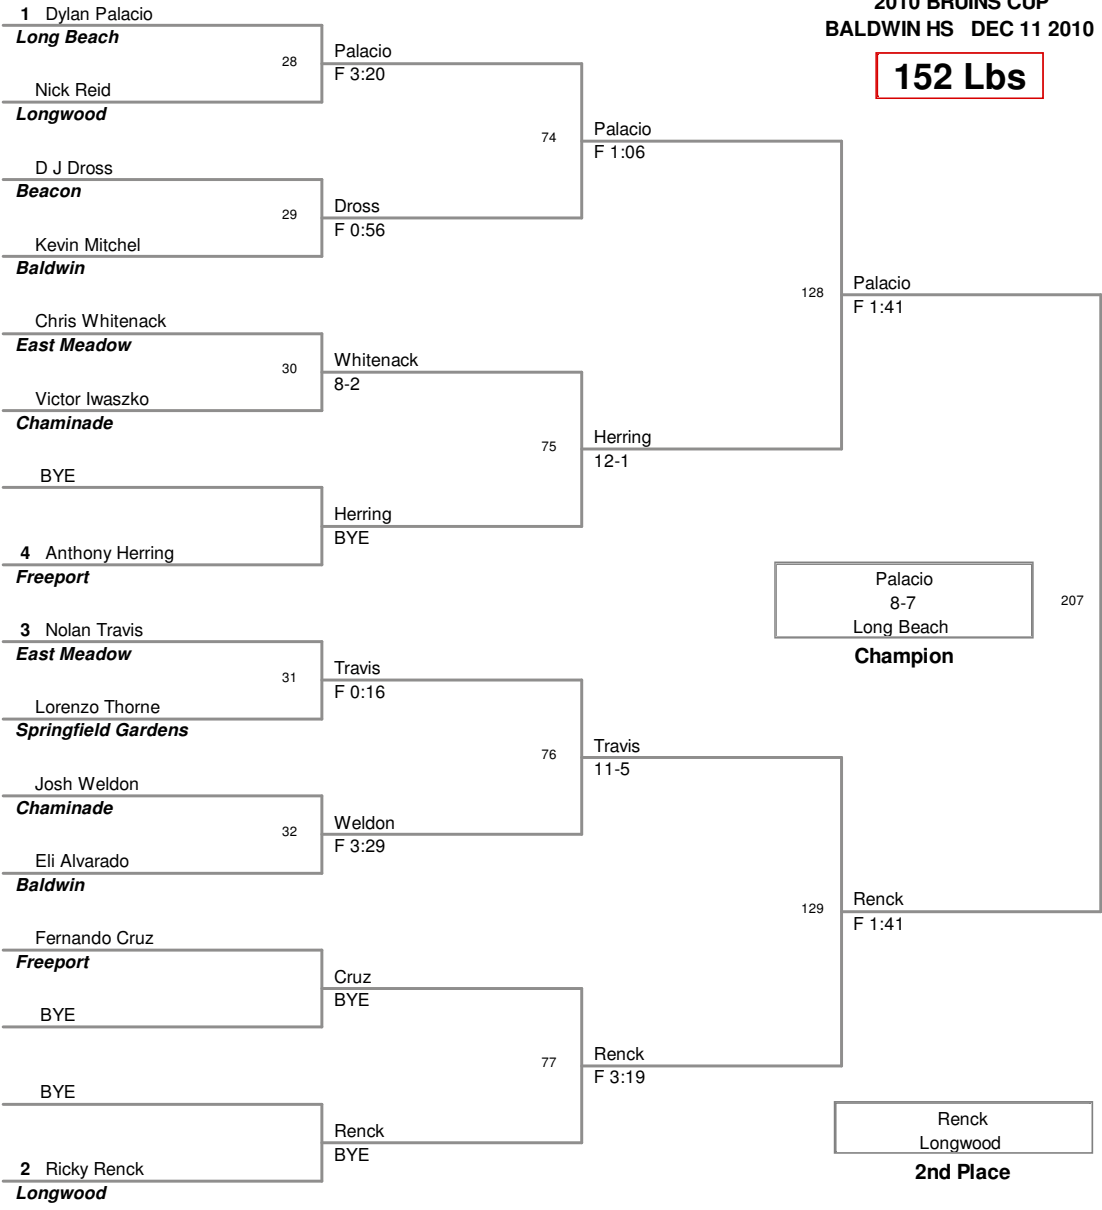 2010 BRUINS CUP
BALDWIN HS DEC 11 2010
152 Lbs
1 Dylan Palacio
Long Beach
28
Palacio
F 3:20
Nick Reid
Longwood
74
Palacio
F 1:06
D J Dross
Beacon
29
Dross
F 0:56
Kevin Mitchel
Baldwin
128
Palacio
F 1:41
Chris Whitenack
East Meadow
30
Whitenack
8-2
Victor Iwaszko
Chaminade
75
Herring
12-1
BYE
Herring
BYE
4 Anthony Herring
Freeport
Palacio
8-7
Long Beach
Champion
207
3 Nolan Travis
East Meadow
31
Travis
F 0:16
Lorenzo Thorne
Springfield Gardens
76
Travis
11-5
Josh Weldon
Chaminade
32
Weldon
F 3:29
Eli Alvarado
Baldwin
129
Renck
F 1:41
Fernando Cruz
Freeport
Cruz
BYE
BYE
77
Renck
F 3:19
BYE
Renck
BYE
2 Ricky Renck
Longwood
Renck
Longwood
2nd Place